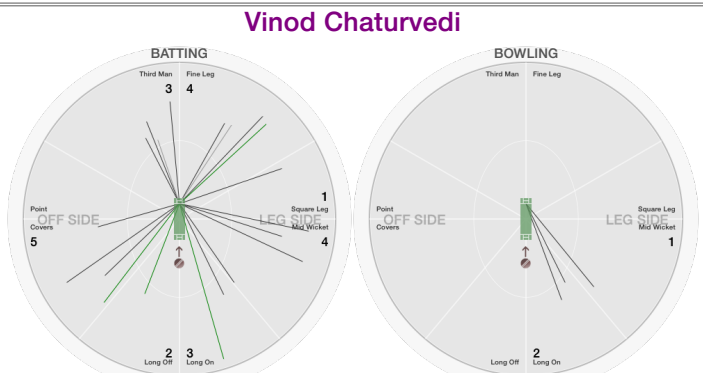 Vinod Chaturvedi
BATTING
Third Man Fine Leg
3 4
1
Point Square Leg
OFF SIDE LEG SIDE
Covers Mid Wicket
5 4
2 3
Long Off Long On
BOWLING
Third Man Fine Leg
Point Square Leg
OFF SIDE LEG SIDE
Covers Mid Wicket
1
2
Long Off Long On